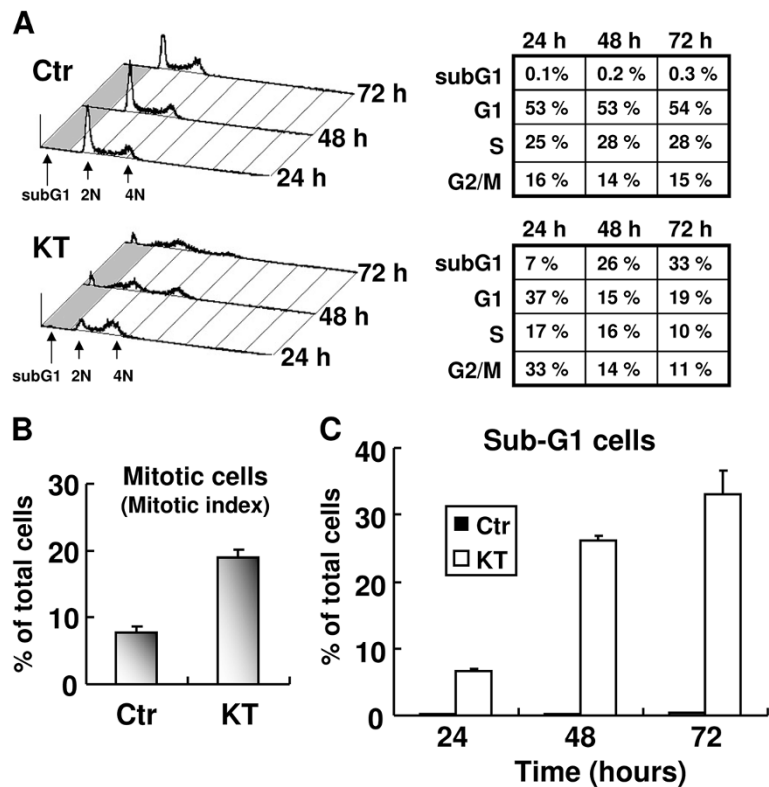 A
Ctr
72 h
48 h
24 h
subG1 2N 4N
24 h 48 h 72 h
subG1 0.1% 0.2 % 0.3 %
G1 53 % 53 % 54 %
S 25 % 28 % 28 %
G2/M 16 % 14 % 15 %
KT
72 h
48 h
24 h
subG1 2N 4N
24 h 48 h 72 h
subG1 7 % 26 % 33 %
G1 37 % 15 % 19 %
S 17 % 16 % 10 %
G2/M 33 % 14 % 11 %
B
Mitotic cells
(Mitotic index)
% of total cells
30
20
10
0
Ctr KT
C
Sub-G1 cells
% of total cells
40
30
20
10
0
Ctr
KT
24 48 72
Time (hours)